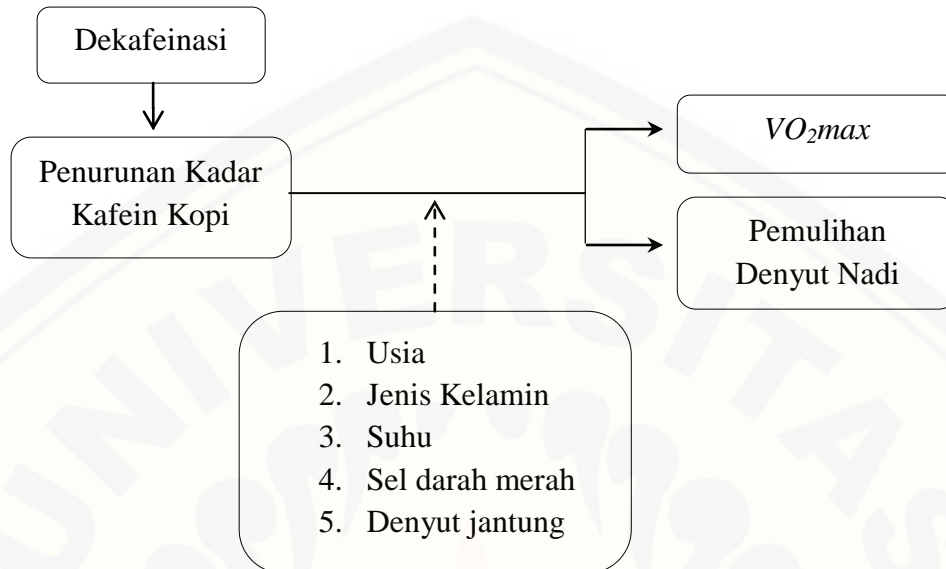 Dekafeinasi
Penurunan Kadar
Kafein Kopi
VO₂max
Pemulihan
Denyut Nadi
1. Usia
2. Jenis Kelamin
3. Suhu
4. Sel darah merah
5. Denyut jantung
UNIVERSITAS